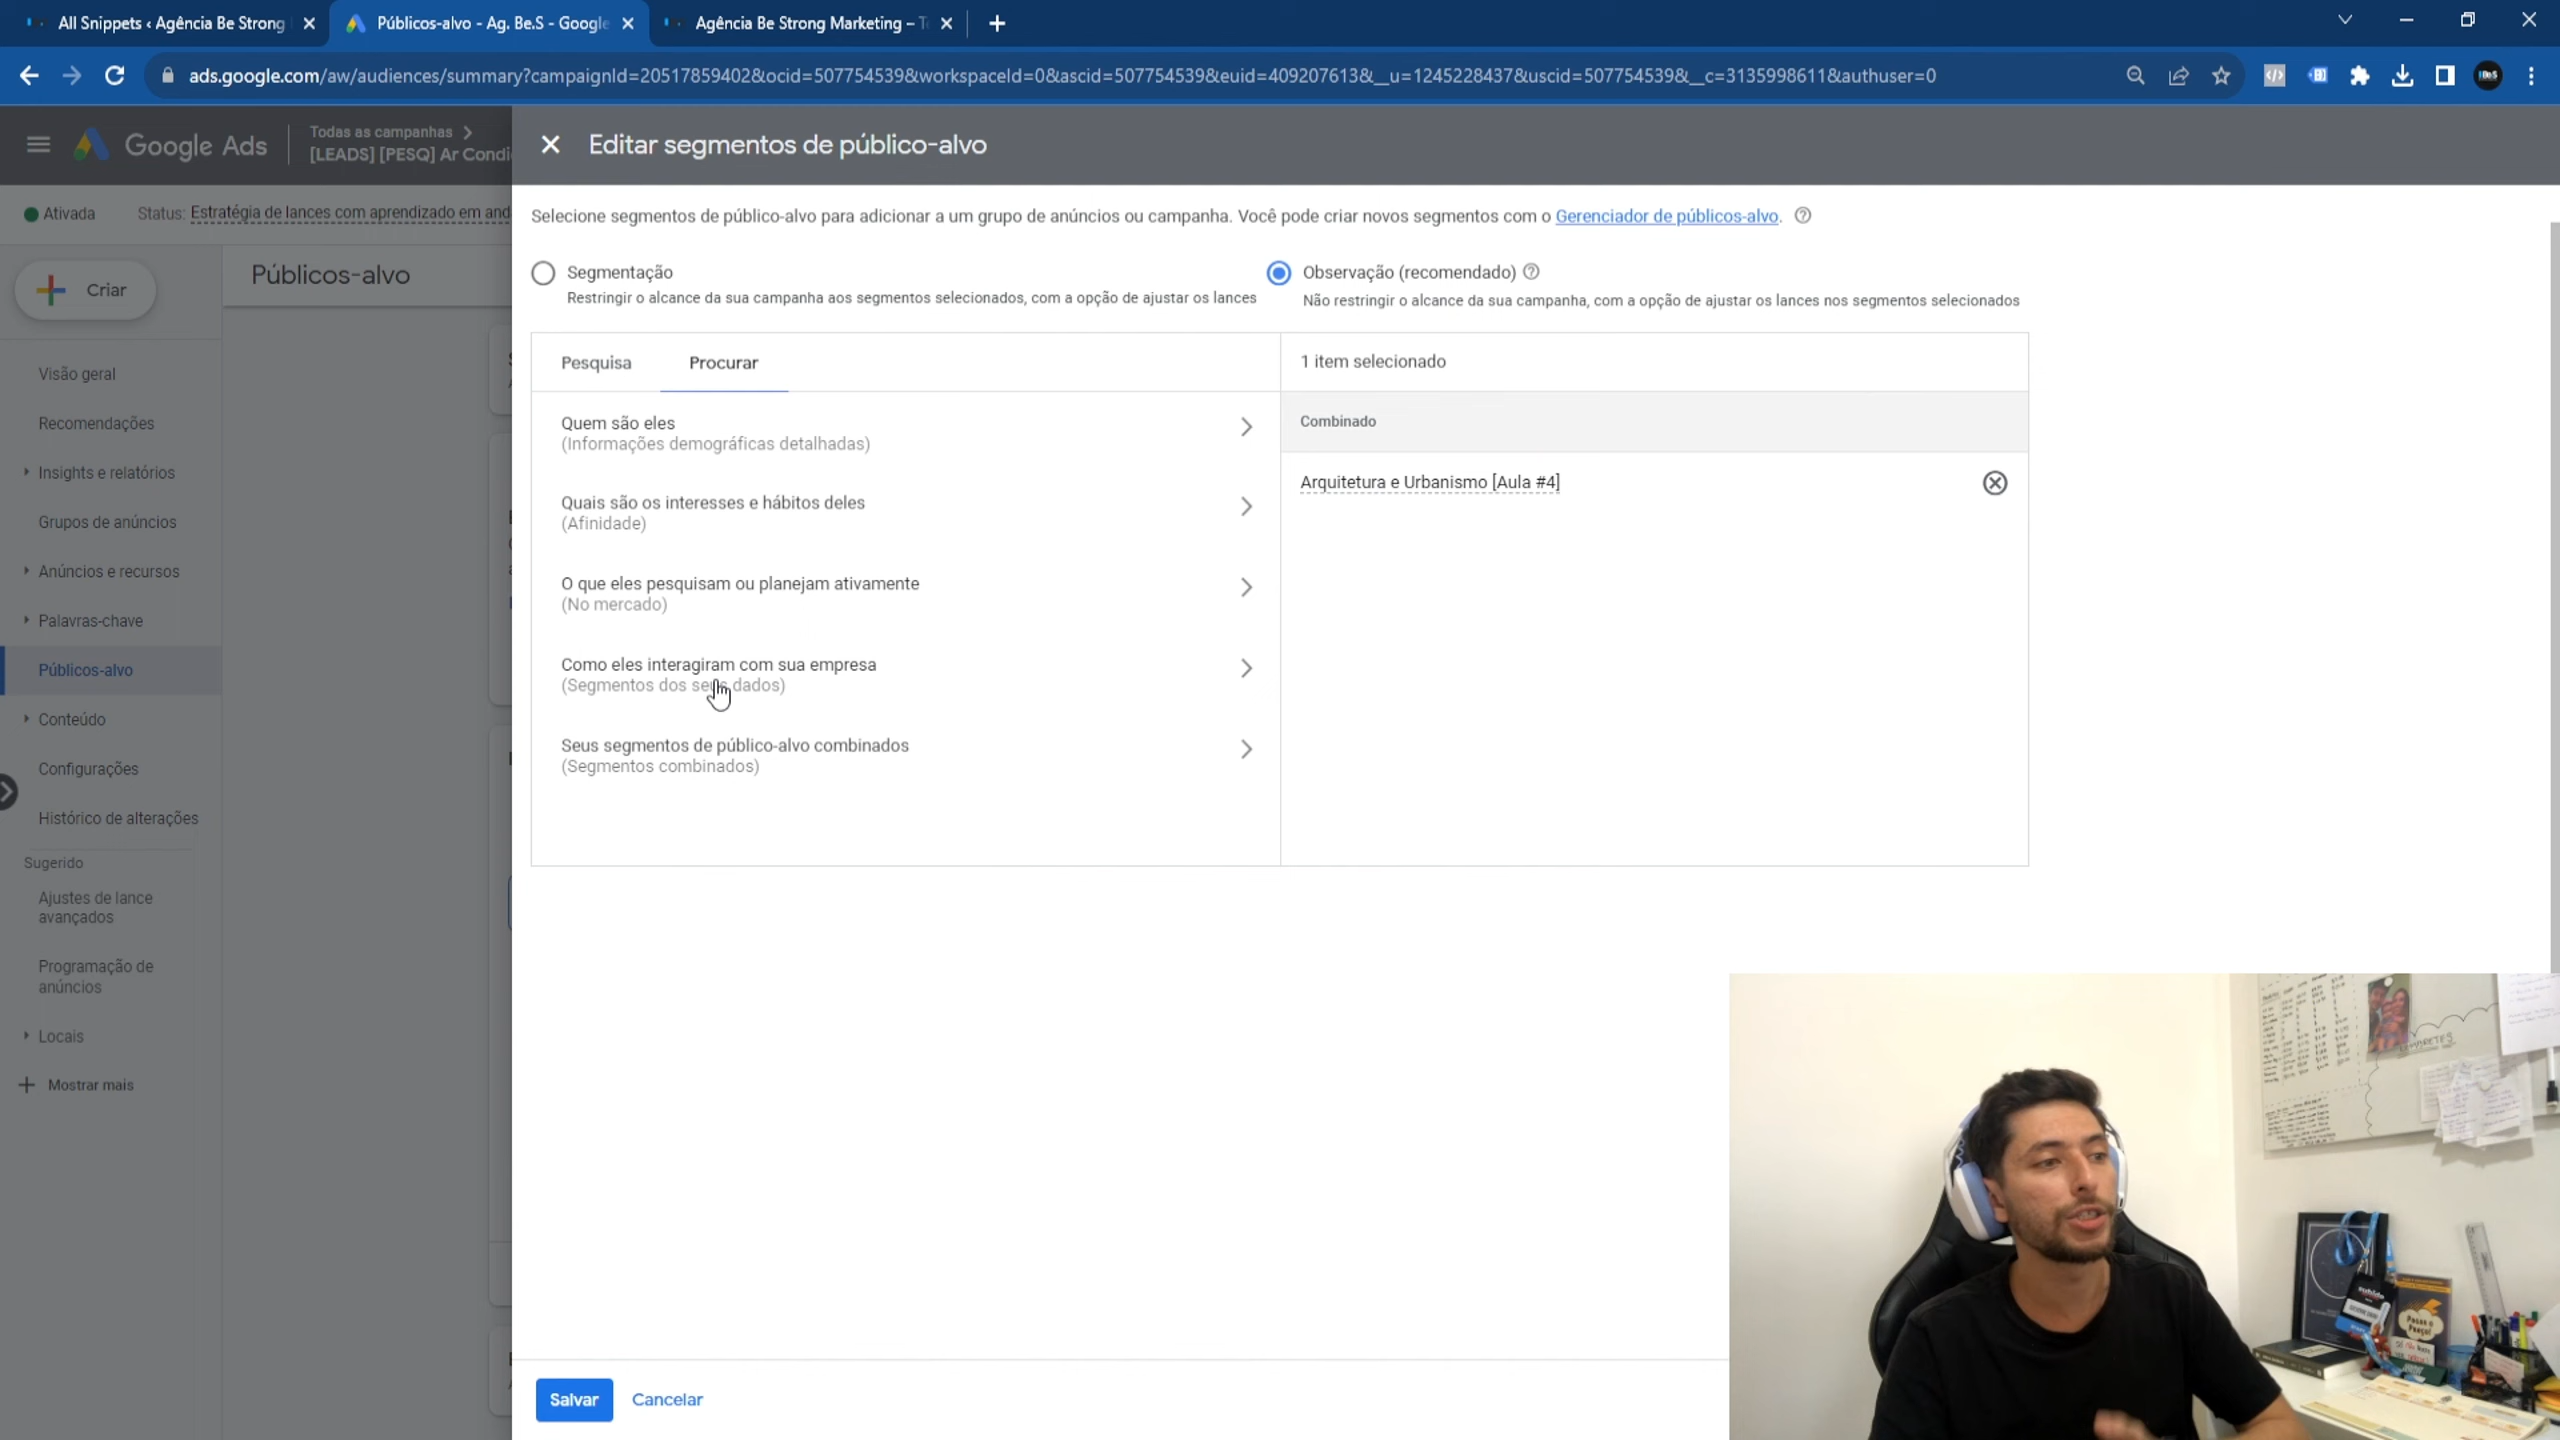 All Snippets ‹ Agência Be Strong
Públicos-alvo - Ag. Be.S - Google
Agência Be Strong Marketing –
ads.google.com/aw/audiences/summary?campaignId=20517859402&ocid=507754539&workspaceId=0&ascid=507754539&euid=409207613&__u=1245228437&uscid=507754539&__c=3135998611&authuser=0
Google Ads
Todas as campanhas
[LEADS] [PESQ] Ar Condi
Editar segmentos de público-alvo
Ativada
Status: Estratégia de lances com aprendizado em and
Selecione segmentos de público-alvo para adicionar a um grupo de anúncios ou campanha. Você pode criar novos segmentos com o Gerenciador de públicos-alvo.
Criar
Públicos-alvo
Segmentação
Restringir o alcance da sua campanha aos segmentos selecionados, com a opção de ajustar os lances
Observação (recomendado)
Não restringir o alcance da sua campanha, com a opção de ajustar os lances nos segmentos selecionados
Pesquisa
Procurar
1 item selecionado
Quem são eles
(Informações demográficas detalhadas)
Quais são os interesses e hábitos deles
(Afinidade)
O que eles pesquisam ou planejam ativamente
(No mercado)
Como eles interagiram com sua empresa
(Segmentos dos seus dados)
Seus segmentos de público-alvo combinados
(Segmentos combinados)
Combinado
Arquitetura e Urbanismo [Aula #4]
Visão geral
Recomendações
Insights e relatórios
Grupos de anúncios
Anúncios e recursos
Palavras-chave
Públicos-alvo
Conteúdo
Configurações
Histórico de alterações
Sugerido
Ajustes de lance
avançados
Programação de
anúncios
Locais
Mostrar mais
Salvar
Cancelar